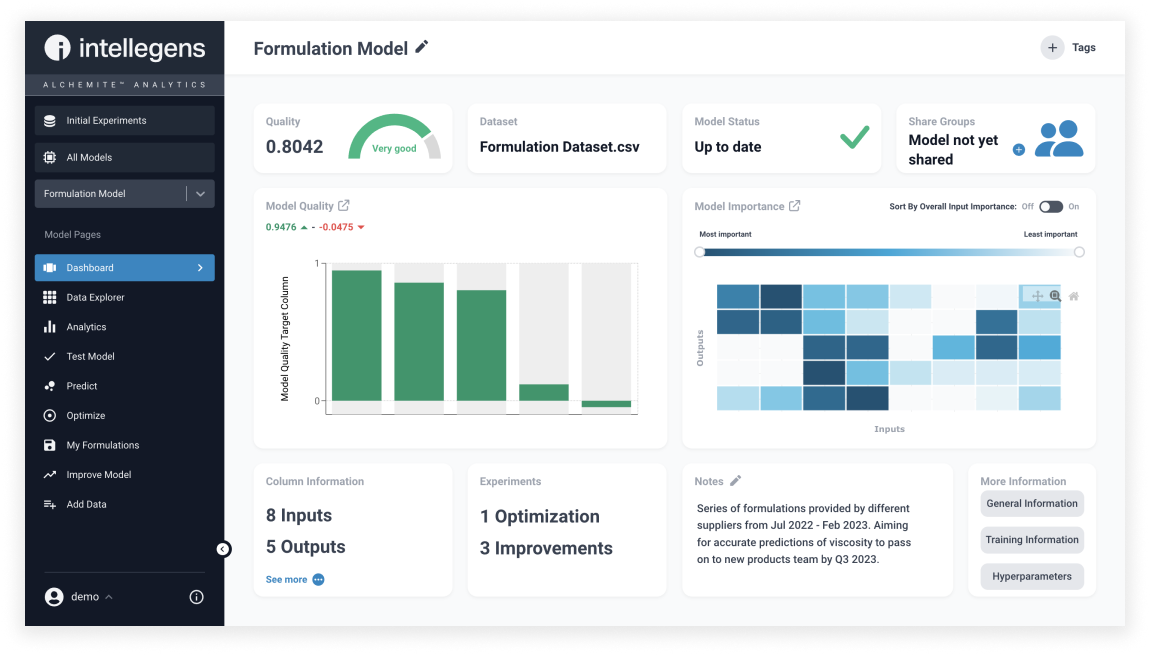 intellegens
ALCHEMITE™ ANALYTICS
Initial Experiments
All Models
Formulation Model
Model Pages
Dashboard
Data Explorer
Analytics
Test Model
Predict
Optimize
My Formulations
Improve Model
Add Data
demo
Formulation Model
Tags
Quality
0.8042
Very good
Dataset
Formulation Dataset.csv
Model Status
Up to date
Share Groups
Model not yet
shared
Model Quality
0.9476 - -0.0475
Model Quality Target Column
1
0
Model Importance
Sort By Overall Input Importance: Off On
Most important
Least important
Outputs
Inputs
Column Information
8 Inputs
5 Outputs
See more
Experiments
1 Optimization
3 Improvements
Notes
Series of formulations provided by different
suppliers from Jul 2022 - Feb 2023. Aiming
for accurate predictions of viscosity to pass
on to new products team by Q3 2023.
More Information
General Information
Training Information
Hyperparameters